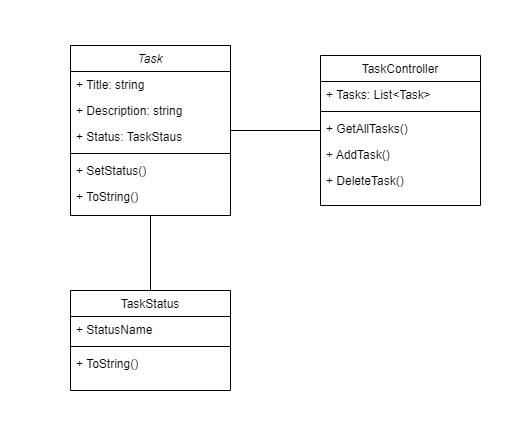 Task
+ Title: string
+ Description: string
+ Status: TaskStaus
+ SetStatus()
+ ToString()
TaskController
+ Tasks: List<Task>
+ GetAllTasks()
+ AddTask()
+ DeleteTask()
TaskStatus
+ StatusName
+ ToString()